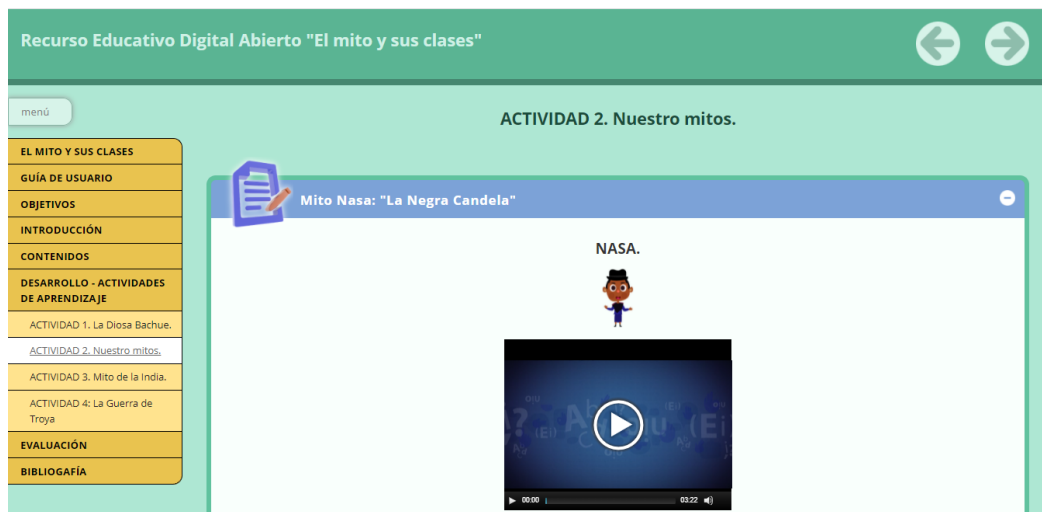 Recurso Educativo Digital Abierto "El mito y sus clases"
menú
EL MITO Y SUS CLASES
GUÍA DE USUARIO
OBJETIVOS
INTRODUCCIÓN
CONTENIDOS
DESARROLLO - ACTIVIDADES
DE APRENDIZAJE
ACTIVIDAD 1. La Diosa Bachue.
ACTIVIDAD 2. Nuestro mitos.
ACTIVIDAD 3. Mito de la India.
ACTIVIDAD 4: La Guerra de
Troya
EVALUACIÓN
BIBLIOGAFÍA
ACTIVIDAD 2. Nuestro mitos.
Mito Nasa: "La Negra Candela"
NASA.
00:00 03:22